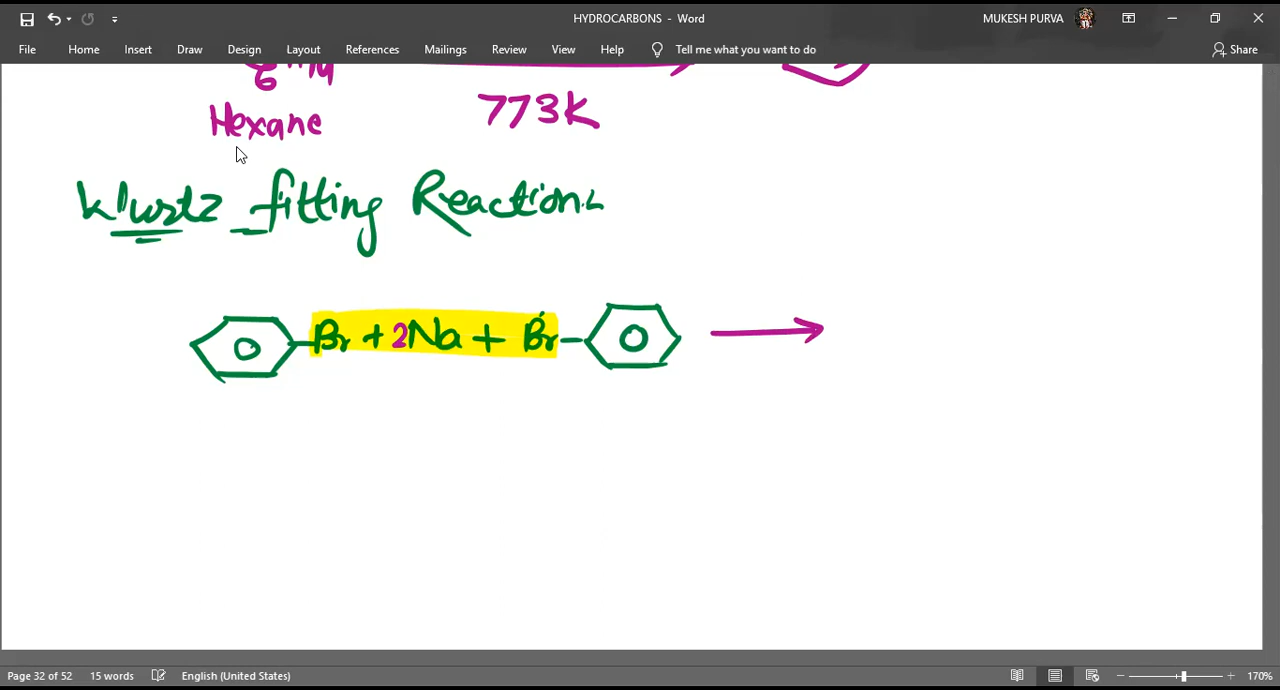 HYDROCARBONS - Word
MUKESH PURVA
File Home Insert Draw Design Layout References Mailings Review View Help Tell me what you want to do Share
Hexane
773K
Wurtz fitting Reaction
Br + 2Na + Br
Page 32 of 52 15 words English (United States) 170%